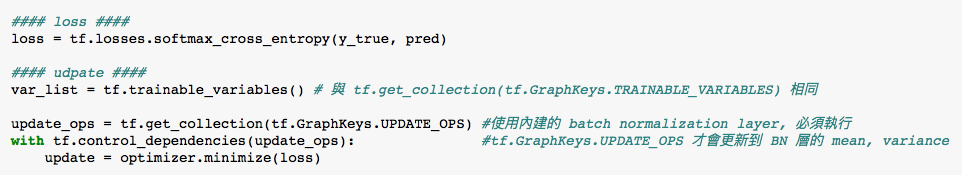 #### loss ####
loss = tf.losses.softmax_cross_entropy(y_true, pred)
#### udpate ####
var_list = tf.trainable_variables() # 與 tf.get_collection(tf.GraphKeys.TRAINABLE_VARIABLES) 相同
update_ops = tf.get_collection(tf.GraphKeys.UPDATE_OPS) #使用內建的 batch normalization layer, 必須執行
with tf.control_dependencies(update_ops): #tf.GraphKeys.UPDATE_OPS 才會更新到 BN 層的 mean, variance
    update = optimizer.minimize(loss)